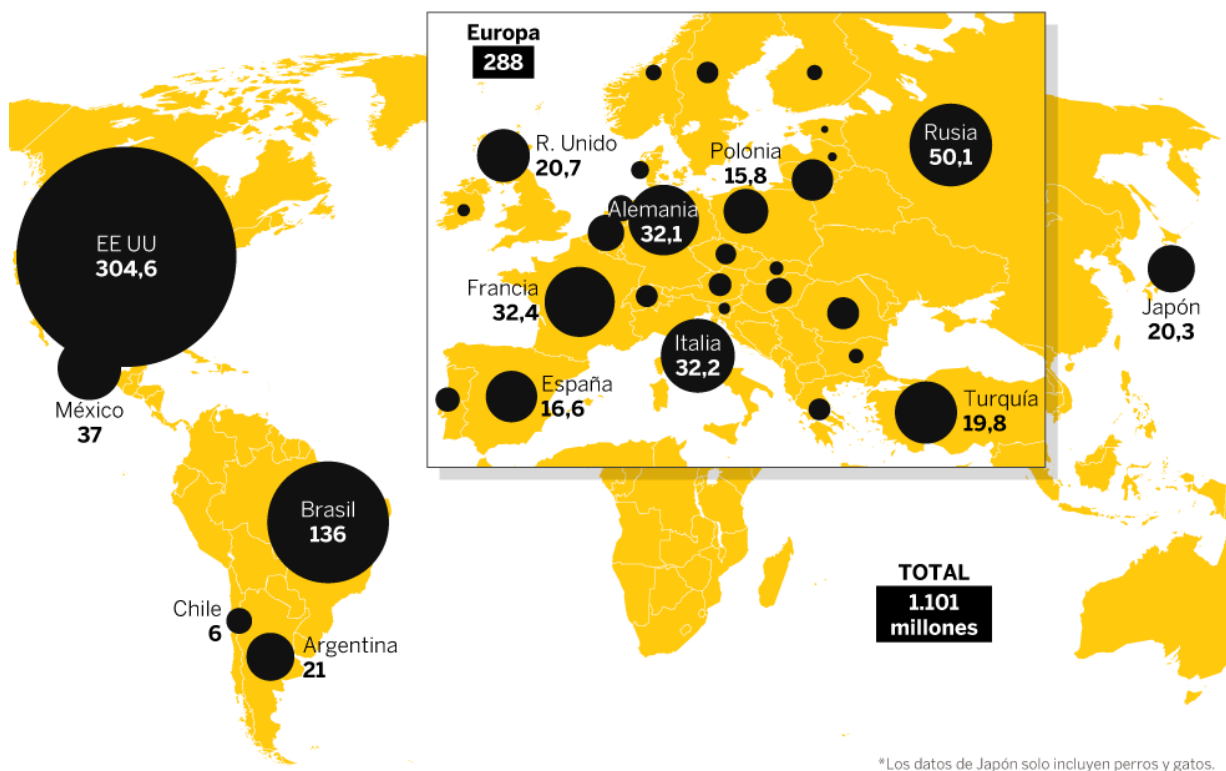 Europa
288
R. Unido
20,7
Polonia
15,8
Rusia
50,1
Alemania
32,1
Francia
32,4
Italia
32,2
España
16,6
Turquía
19,8
EE UU
304,6
México
37
Japón
20,3
Brasil
136
Chile
6
Argentina
21
TOTAL
1.101
millones
*Los datos de Japón solo incluyen perros y gatos.